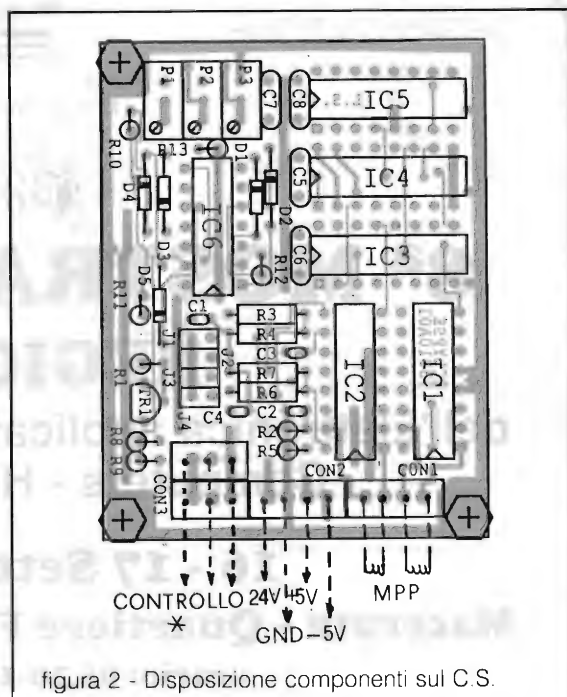 P1 P2 P3
C7 C8 IC5
R10 R13 D1
D4 IC6 C5 IC4
D2
D3 C6 IC3
R12
D5
R11 C1
J1 R3
R4
J2 C3
J3 R7
R1 R6 IC2 IC1
TR1
J4 C4 C2
R8 R2
R9 R5
CON3 CON2 CON1
CONTROLLO 24V +5V MPP
* GND -5V
figura 2 - Disposizione componenti sul C.S.